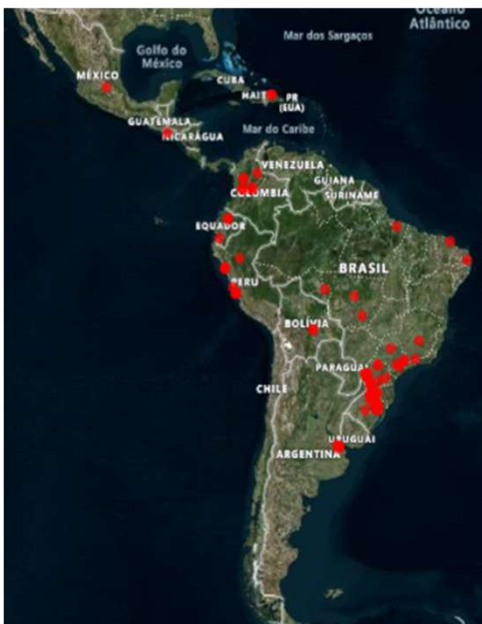 Oceano
Atlântico
Mar dos Sargaços
Golfo do
México
MÉXICO
CUBA
HAIT
PR
(EUA)
GUATEMALA
NICARÁGUA
Mar do Caribe
VENEZUELA
GUIANA
SURINAME
COLÔMBIA
EQUADOR
BRASIL
PERU
BOLÍVIA
PARAGUAI
CHILE
URUGUAI
ARGENTINA